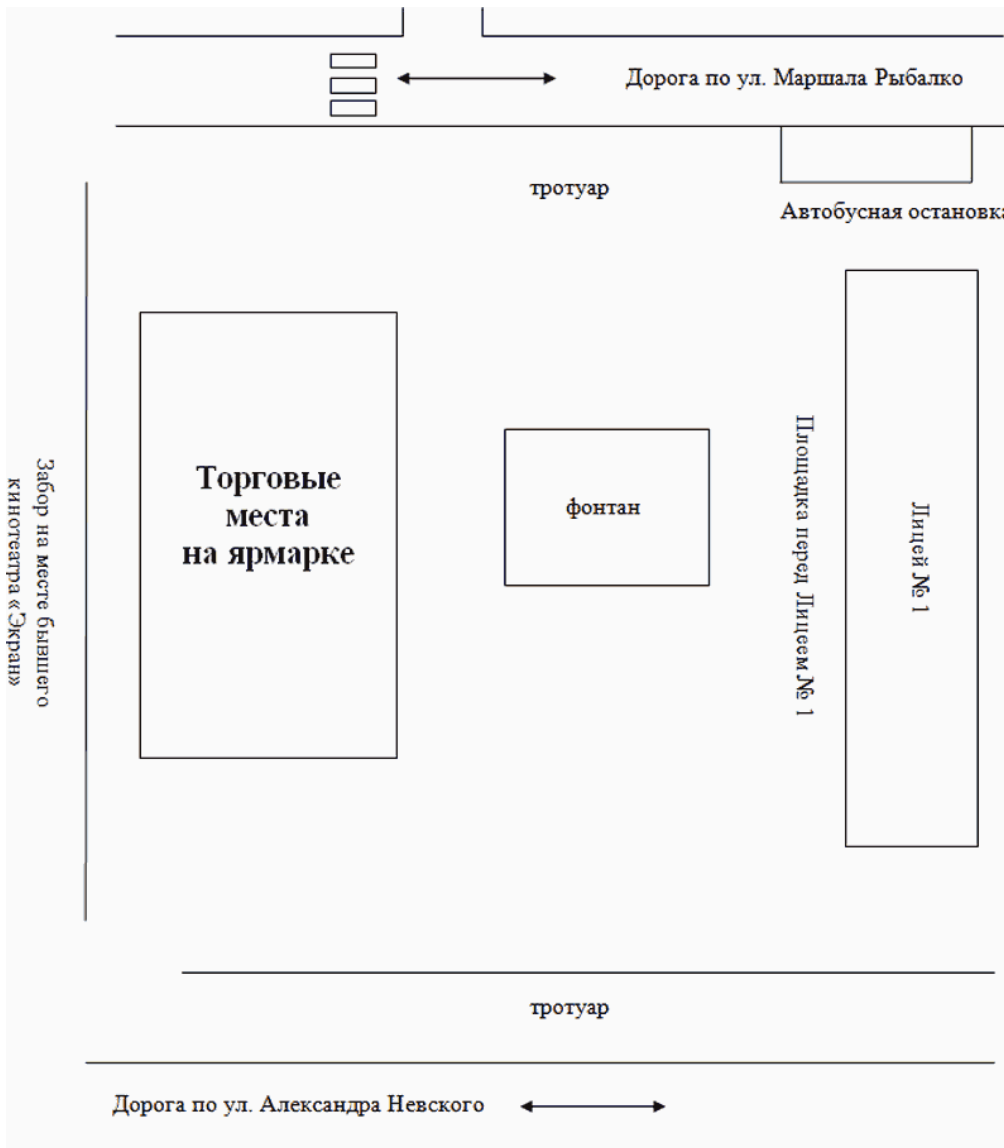 Дорога по ул. Маршала Рыбалко
тротуар
Автобусная остановка
Забор на месте бывшего
кинотеатра «Экран»
Торговые
места
на ярмарке
фонтан
Площадка перед Лицеем № 1
Лицей № 1
тротуар
Дорога по ул. Александра Невского